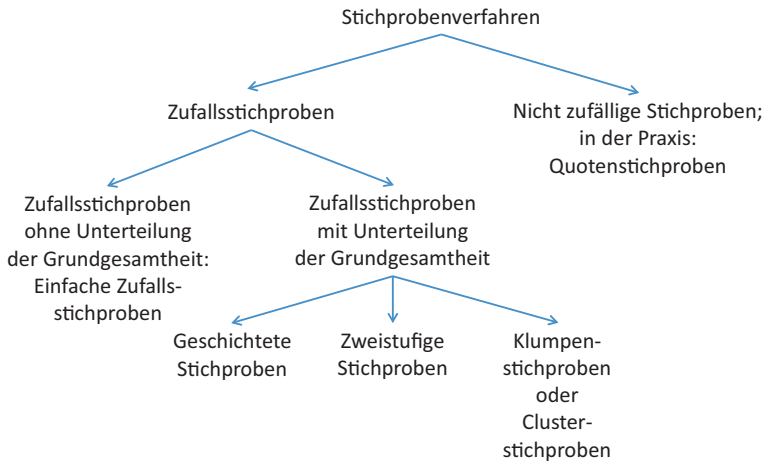 Stichprobenverfahren
Zufallsstichproben
Nicht zufällige Stichproben;
in der Praxis:
Quotenstichproben
Zufallsstichproben
ohne Unterteilung
der Grundgesamtheit:
Einfache Zufalls-
stichproben
Zufallsstichproben
mit Unterteilung
der Grundgesamtheit
Geschichtete
Stichproben
Zweistufige
Stichproben
Klumpen-
stichproben
oder
Cluster-
stichproben